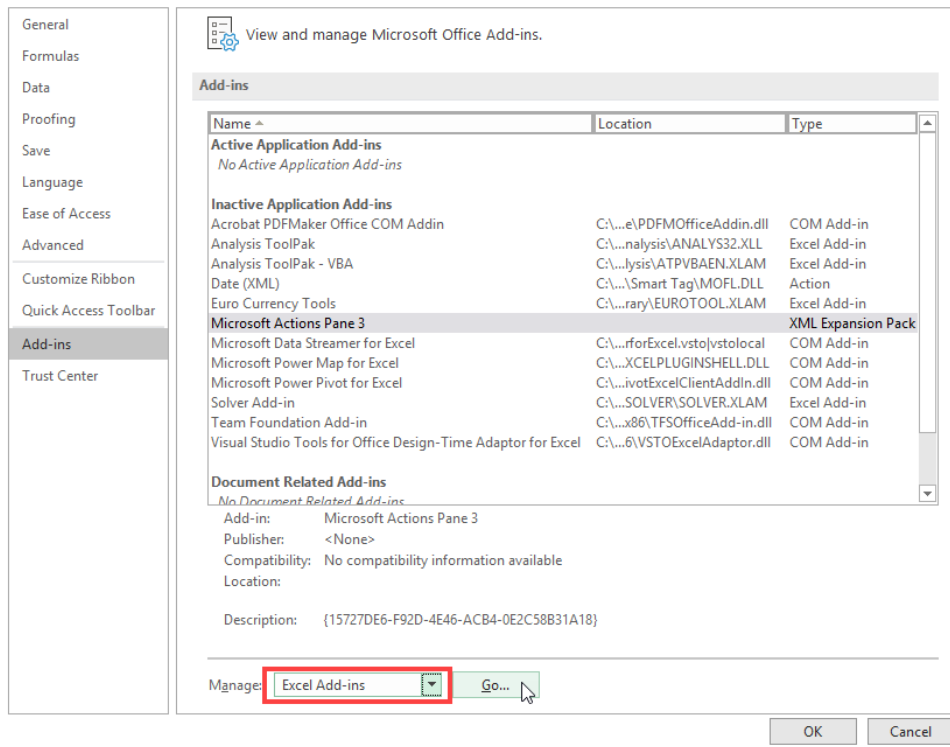 General
Formulas
Data
Proofing
Save
Language
Ease of Access
Advanced
Customize Ribbon
Quick Access Toolbar
Add-ins
Trust Center
View and manage Microsoft Office Add-ins.
Add-ins
Name Location Type
Active Application Add-ins
No Active Application Add-ins
Inactive Application Add-ins
Acrobat PDFMaker Office COM Addin C:\...e\PDFMOfficeAddin.dll COM Add-in
Analysis ToolPak C:\...nalysis\ANALYS32.XLL Excel Add-in
Analysis ToolPak - VBA C:\...lysis\ATPVBAEN.XLAM Excel Add-in
Date (XML) C:\...\Smart Tag\MOFL.DLL Action
Euro Currency Tools C:\...rary\EUROTOOL.XLAM Excel Add-in
Microsoft Actions Pane 3 XML Expansion Pack
Microsoft Data Streamer for Excel C:\...rforExcel.vsto|vstolocal COM Add-in
Microsoft Power Map for Excel C:\...XCELPLUGINSHELL.DLL COM Add-in
Microsoft Power Pivot for Excel C:\...ivotExcelClientAddIn.dll COM Add-in
Solver Add-in C:\...SOLVER\SOLVER.XLAM Excel Add-in
Team Foundation Add-in C:\...x86\TFSOfficeAdd-in.dll COM Add-in
Visual Studio Tools for Office Design-Time Adaptor for Excel C:\...6\VSTOExcelAdaptor.dll COM Add-in
Document Related Add-ins
No Document Related Add-ins
Add-in: Microsoft Actions Pane 3
Publisher: <None>
Compatibility: No compatibility information available
Location:
Description: {15727DE6-F92D-4E46-ACB4-0E2C58B31A18}
Manage: Excel Add-ins Go...
OK Cancel